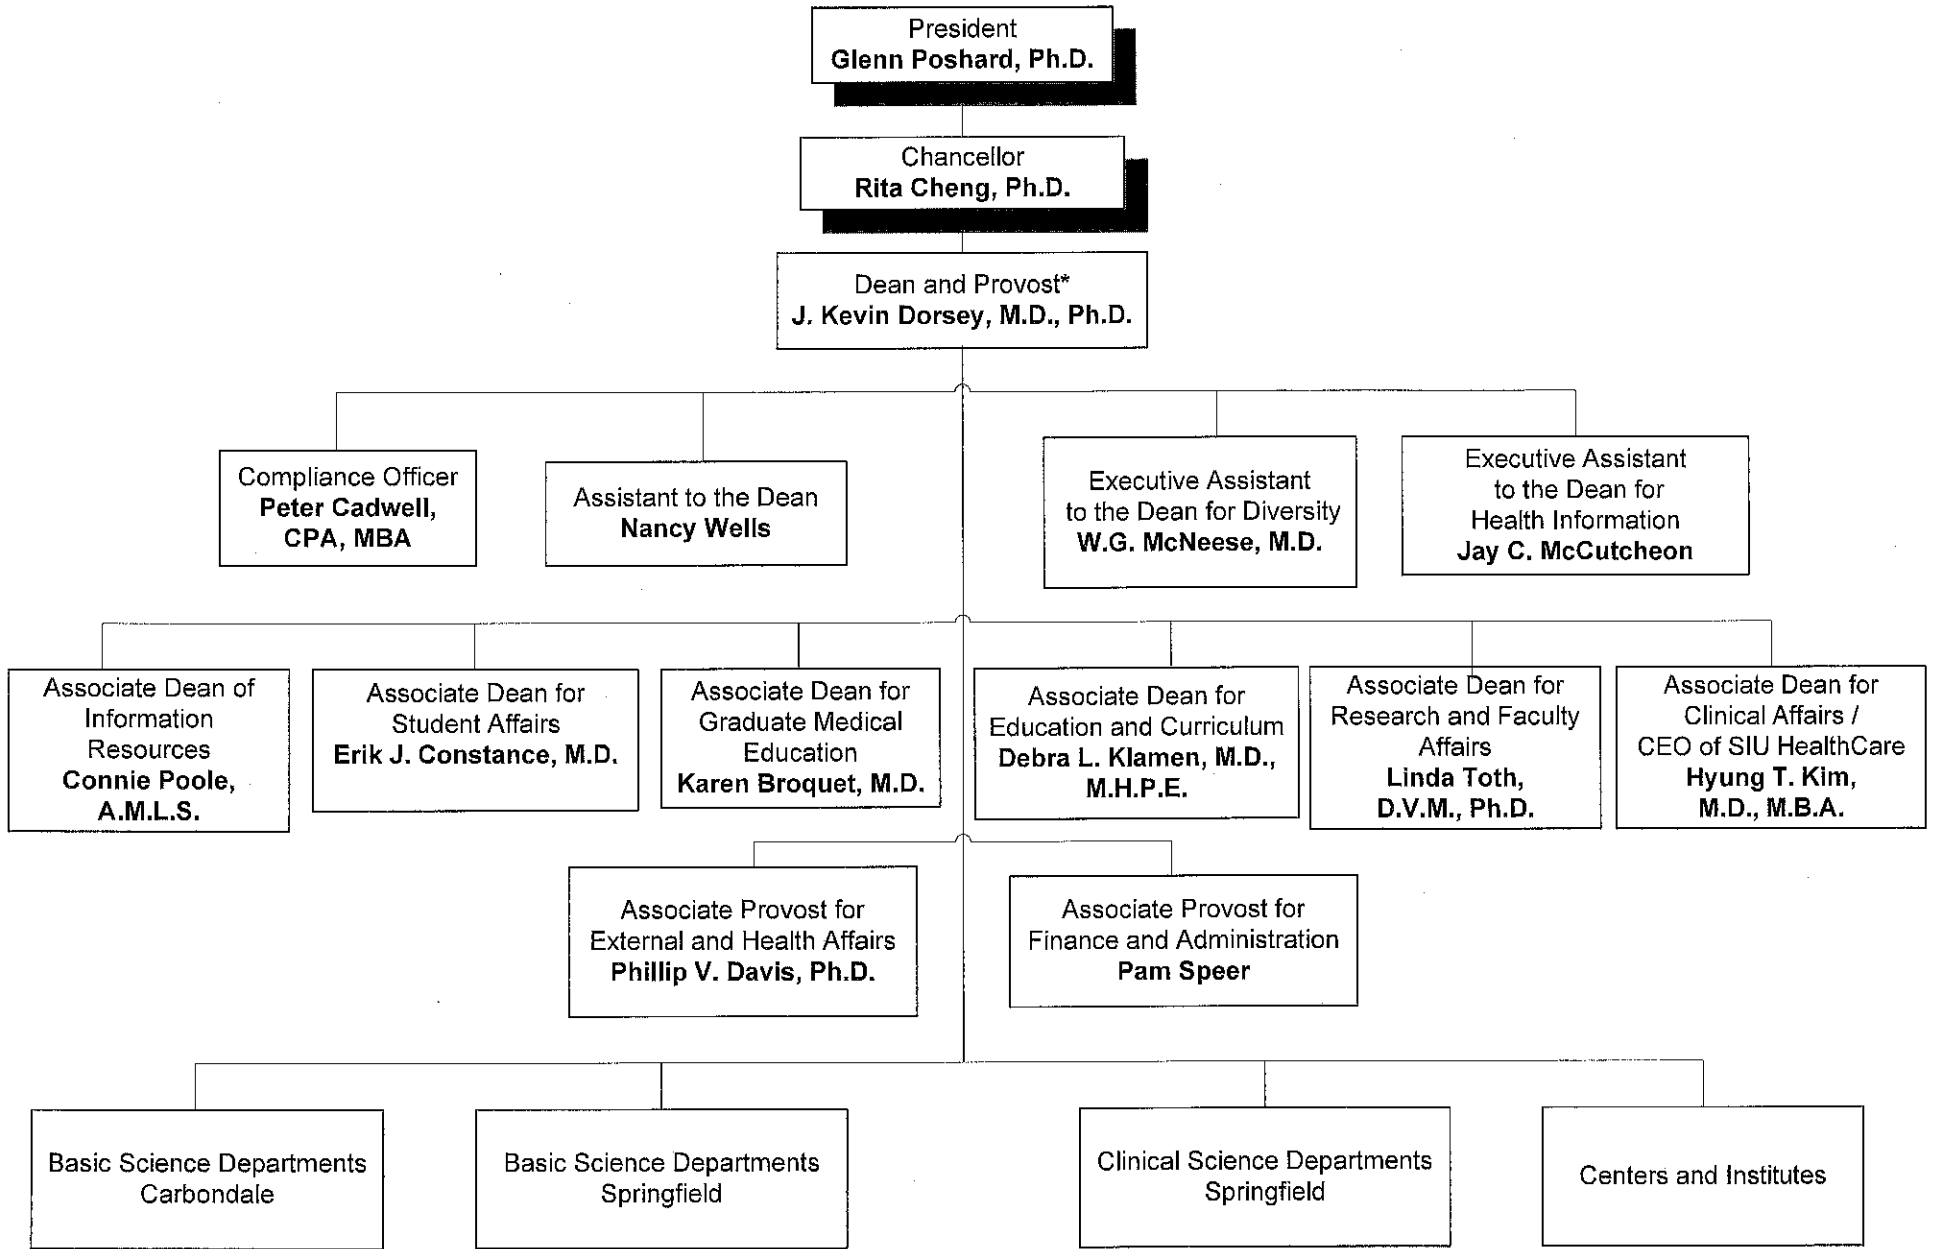 President
Glenn Poshard, Ph.D.
Chancellor
Rita Cheng, Ph.D.
Dean and Provost*
J. Kevin Dorsey, M.D., Ph.D.
Compliance Officer
Peter Cadwell,
CPA, MBA
Assistant to the Dean
Nancy Wells
Executive Assistant
to the Dean for Diversity
W.G. McNeese, M.D.
Executive Assistant
to the Dean for
Health Information
Jay C. McCutcheon
Associate Dean of
Information
Resources
Connie Poole,
A.M.L.S.
Associate Dean for
Student Affairs
Erik J. Constance, M.D.
Associate Dean for
Graduate Medical
Education
Karen Broquet, M.D.
Associate Dean for
Education and Curriculum
Debra L. Klamen, M.D.,
M.H.P.E.
Associate Dean for
Research and Faculty
Affairs
Linda Toth,
D.V.M., Ph.D.
Associate Dean for
Clinical Affairs /
CEO of SIU HealthCare
Hyung T. Kim,
M.D., M.B.A.
Associate Provost for
External and Health Affairs
Phillip V. Davis, Ph.D.
Associate Provost for
Finance and Administration
Pam Speer
Basic Science Departments
Carbondale
Basic Science Departments
Springfield
Clinical Science Departments
Springfield
Centers and Institutes